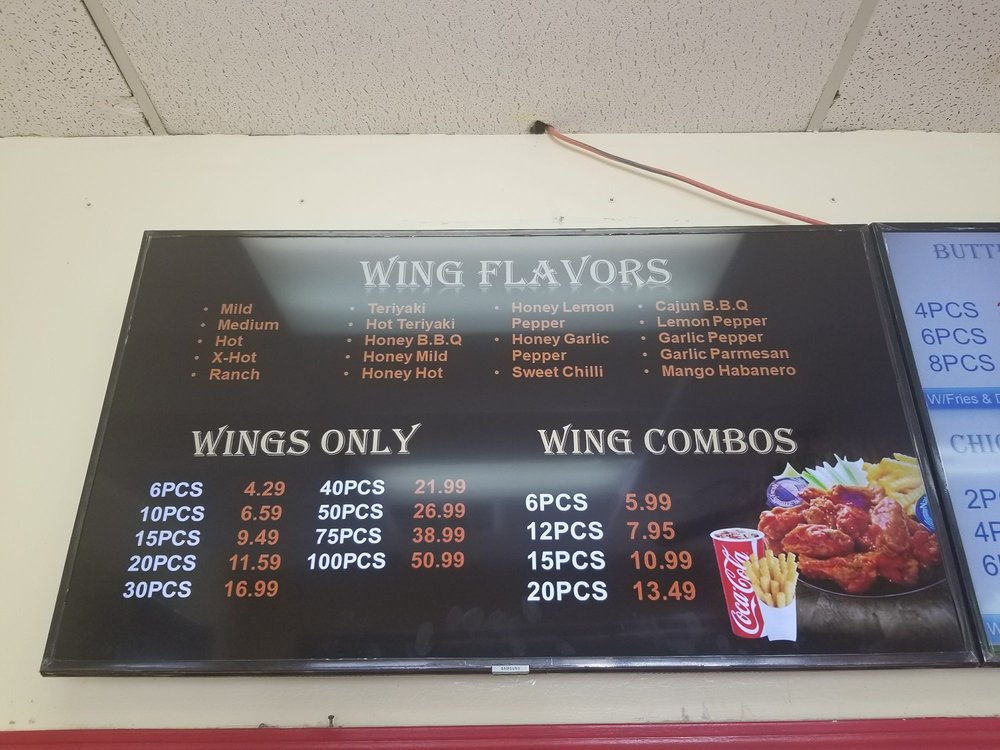 WING FLAVORS
• Mild
• Medium
• Hot
• X-Hot
• Ranch
• Teriyaki
• Hot Teriyaki
• Honey B.B.Q
• Honey Mild
• Honey Hot
• Honey Lemon
Pepper
• Honey Garlic
Pepper
• Sweet Chilli
• Cajun B.B.Q
• Lemon Pepper
• Garlic Pepper
• Garlic Parmesan
• Mango Habanero
WINGS ONLY
6PCS 4.29
10PCS 6.59
15PCS 9.49
20PCS 11.59
30PCS 16.99
40PCS 21.99
50PCS 26.99
75PCS 38.99
100PCS 50.99
WING COMBOS
6PCS 5.99
12PCS 7.95
15PCS 10.99
20PCS 13.49
Coca-Cola
SAMSUNG
BUTT
4PCS
6PCS
8PCS
W/Fries &
CHI
2P
4P
6
W